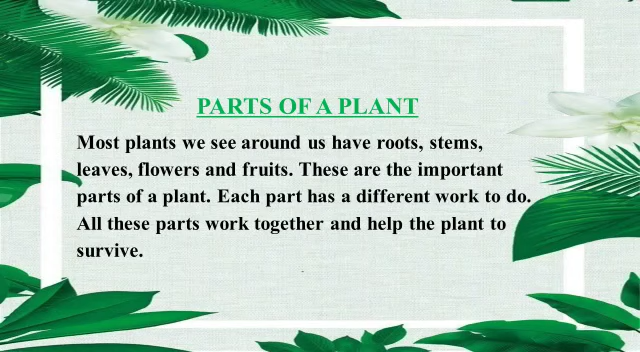 PARTS OF A PLANT
Most plants we see around us have roots, stems,
leaves, flowers and fruits. These are the important
parts of a plant. Each part has a different work to do.
All these parts work together and help the plant to
survive.